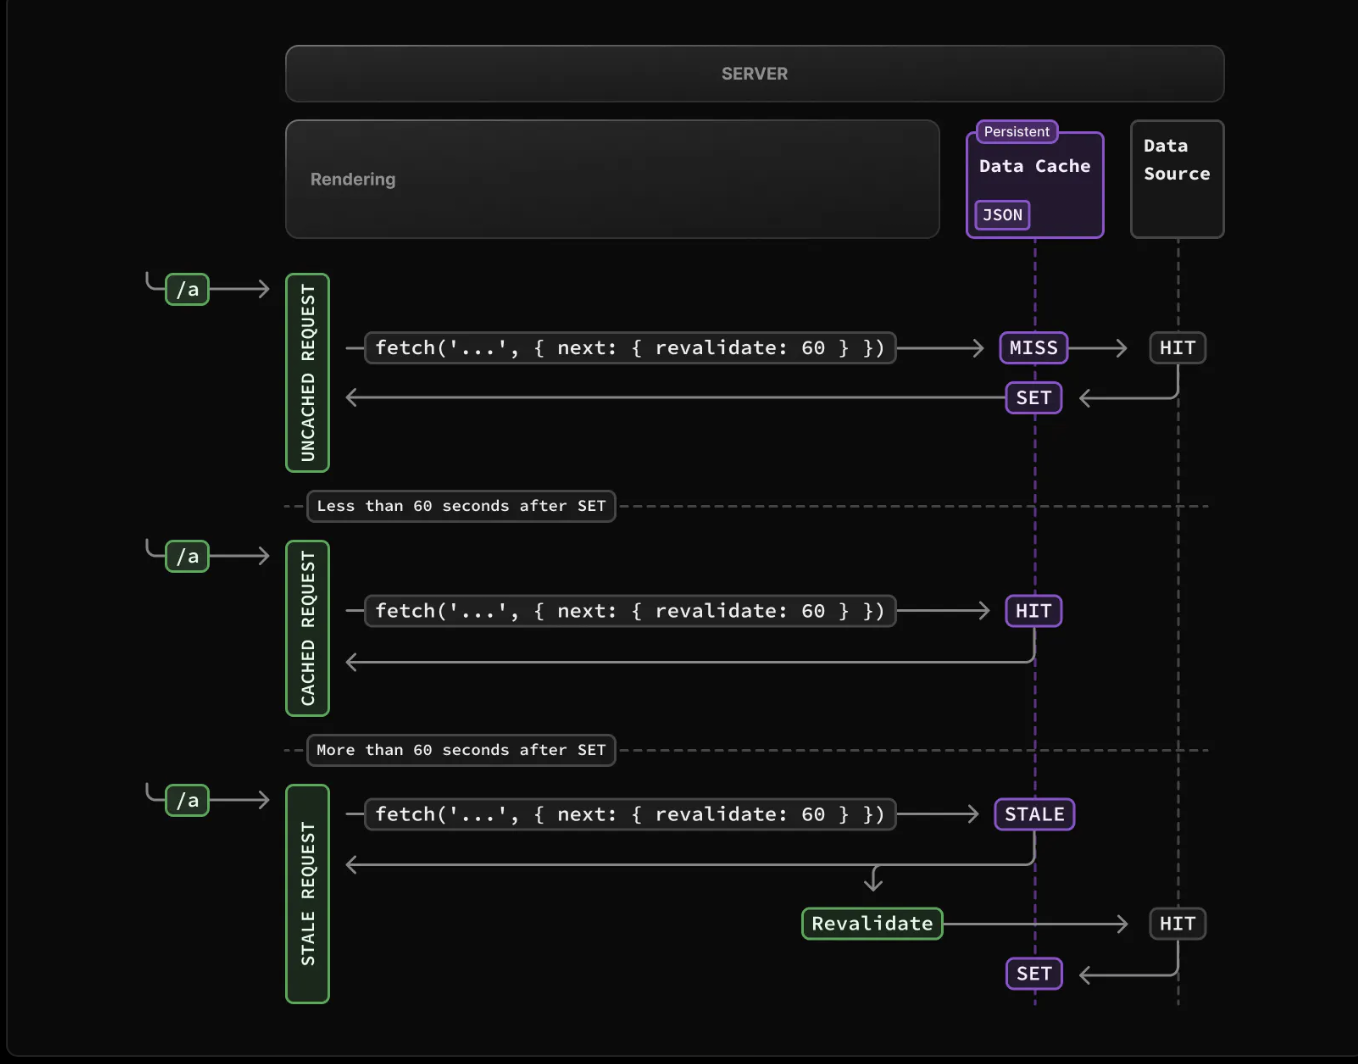 SERVER
Rendering
Persistent
Data Cache
JSON
Data
Source
/a
UNCACHED REQUEST
fetch('...', { next: { revalidate: 60 } })
MISS
HIT
SET
Less than 60 seconds after SET
/a
CACHED REQUEST
fetch('...', { next: { revalidate: 60 } })
HIT
More than 60 seconds after SET
/a
STALE REQUEST
fetch('...', { next: { revalidate: 60 } })
STALE
Revalidate
HIT
SET